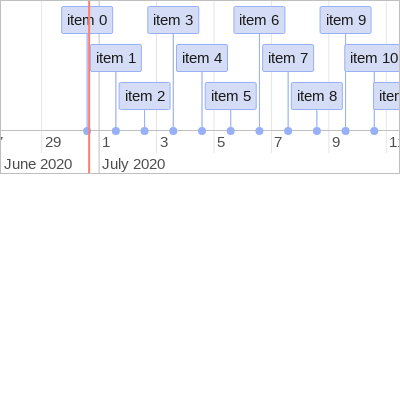 item 0 item 3 item 6 item 9
item 1 item 4 item 7 item 10
item 2 item 5 item 8
29 1 3 5 7 9
June 2020 July 2020